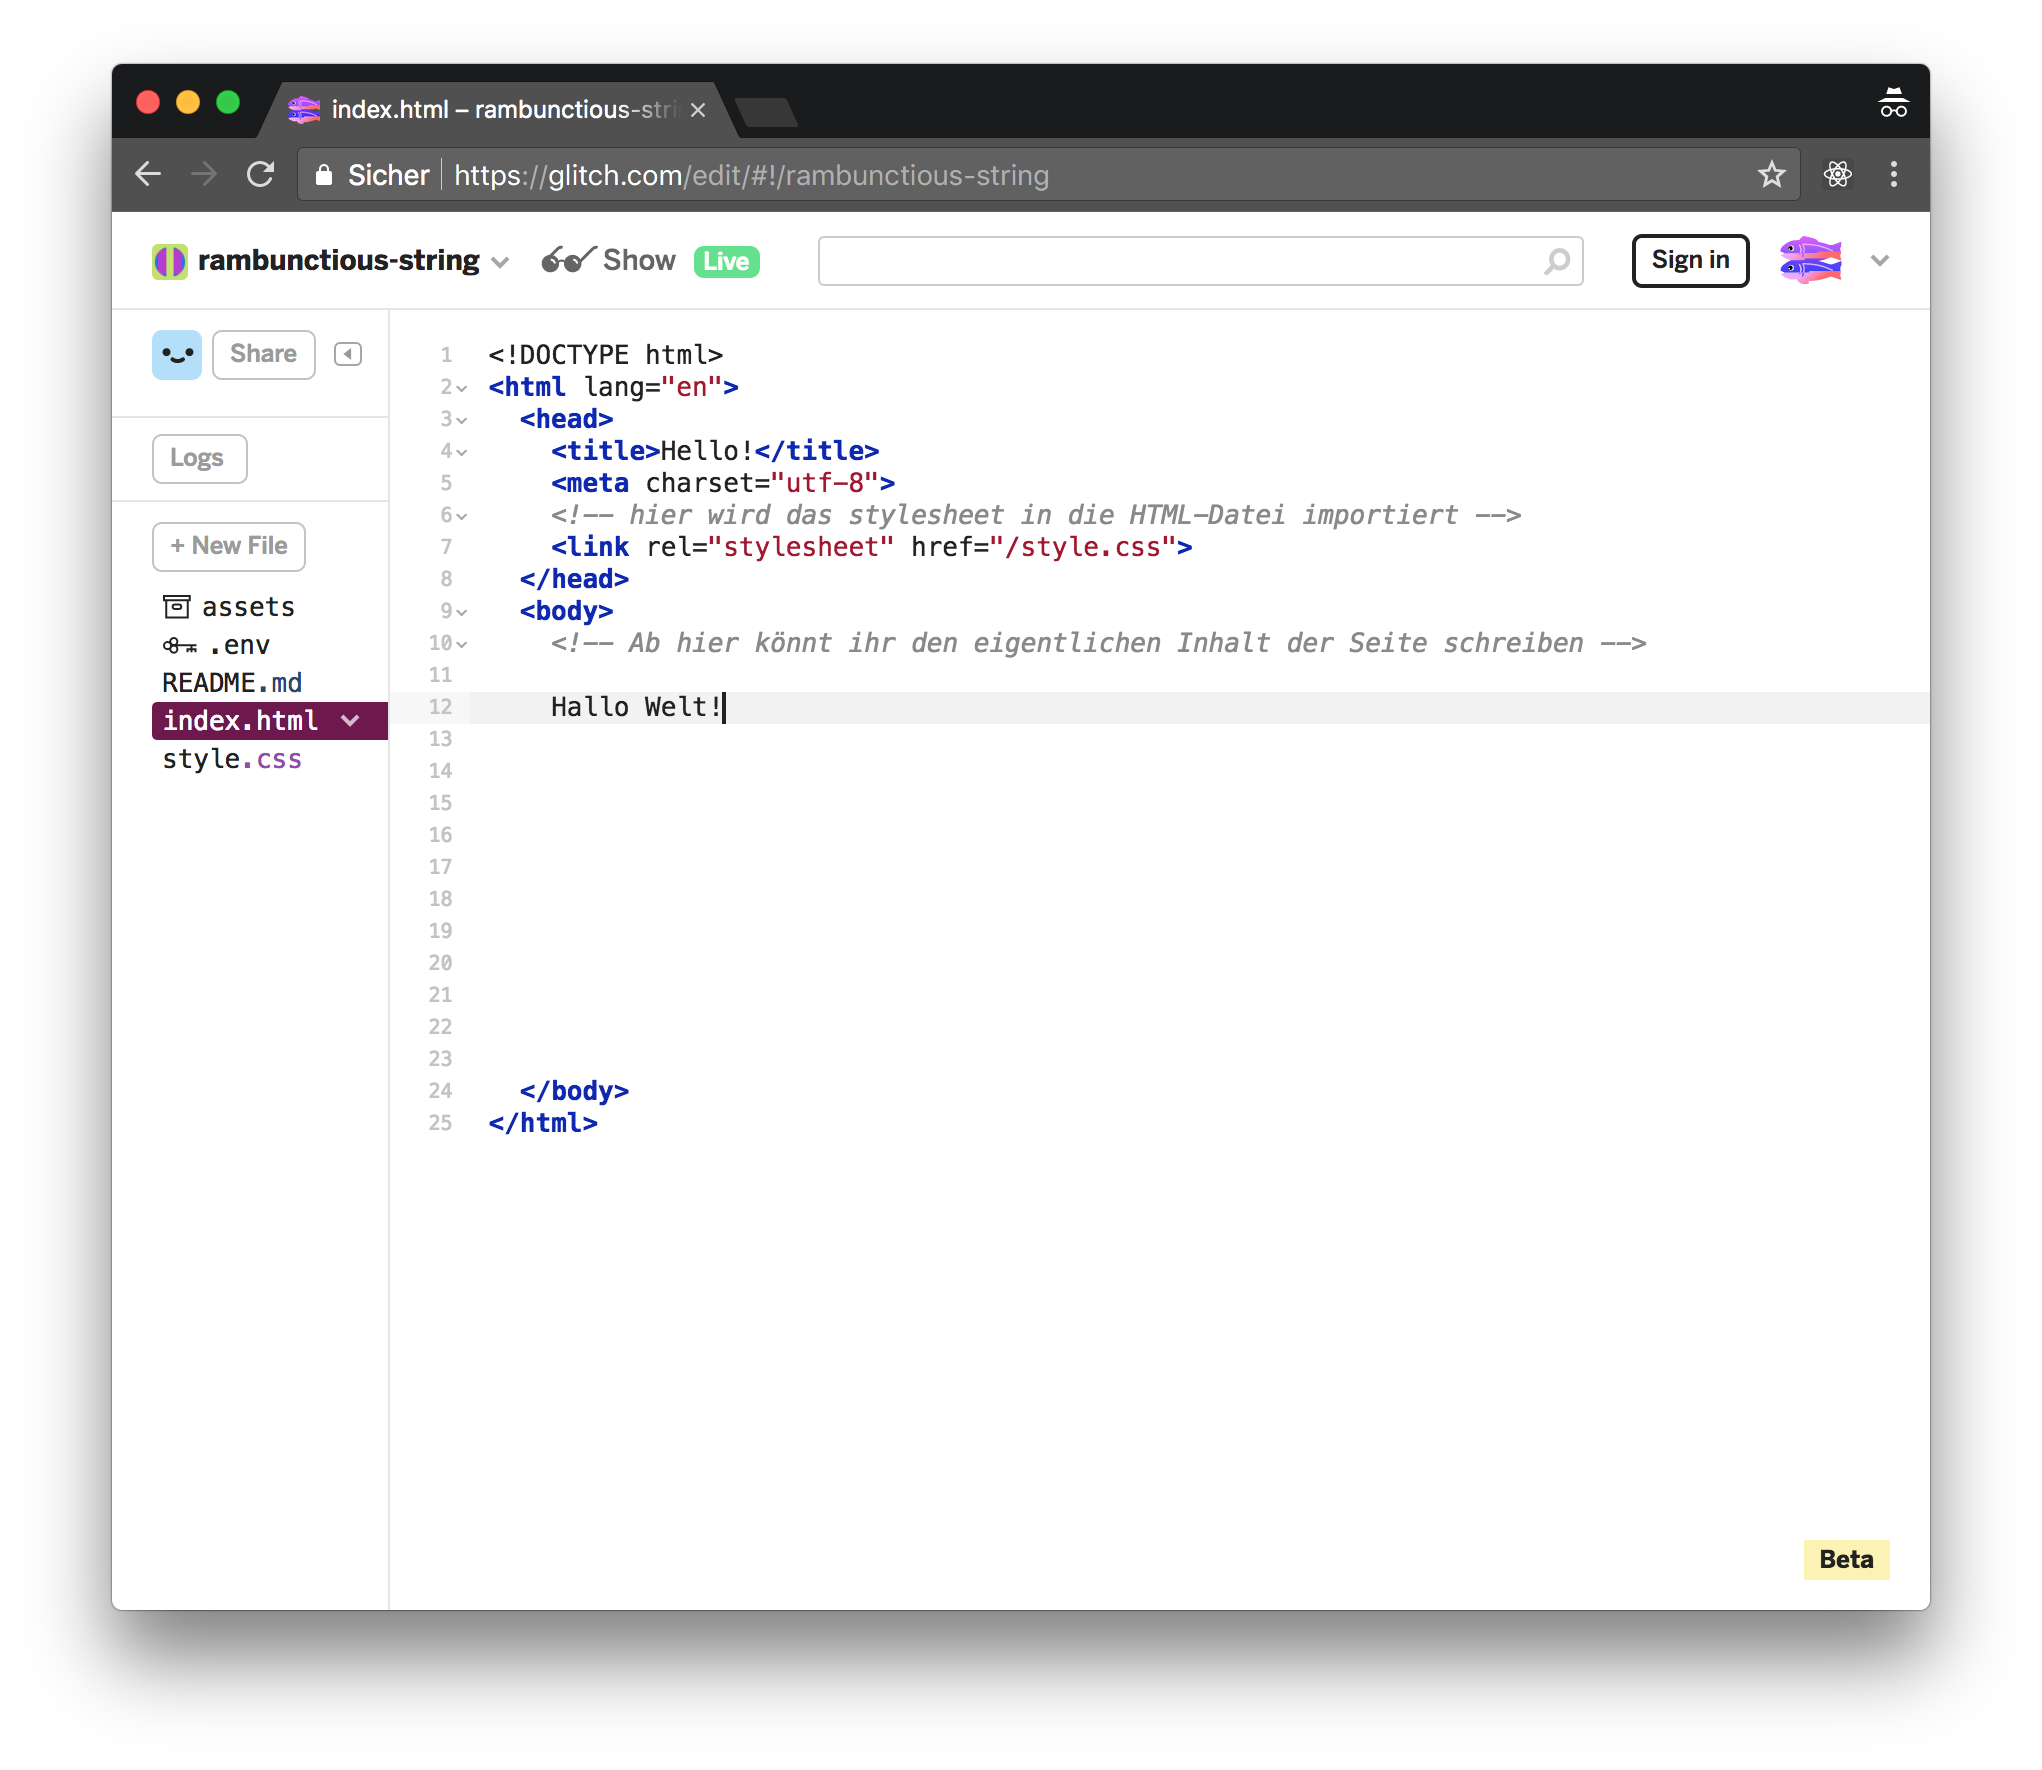 index.html – rambunctious-stri
Sicher https://glitch.com/edit/#!/rambunctious-string
rambunctious-string Show Live Sign in
Share
Logs
+ New File
assets
.env
README.md
index.html
style.css
1 <!DOCTYPE html>
2 <html lang="en">
3 <head>
4 <title>Hello!</title>
5 <meta charset="utf-8">
6 <!-- hier wird das stylesheet in die HTML-Datei importiert -->
7 <link rel="stylesheet" href="/style.css">
8 </head>
9 <body>
10 <!-- Ab hier könnt ihr den eigentlichen Inhalt der Seite schreiben -->
11
12 Hallo Welt!
13
14
15
16
17
18
19
20
21
22
23
24 </body>
25 </html>
Beta